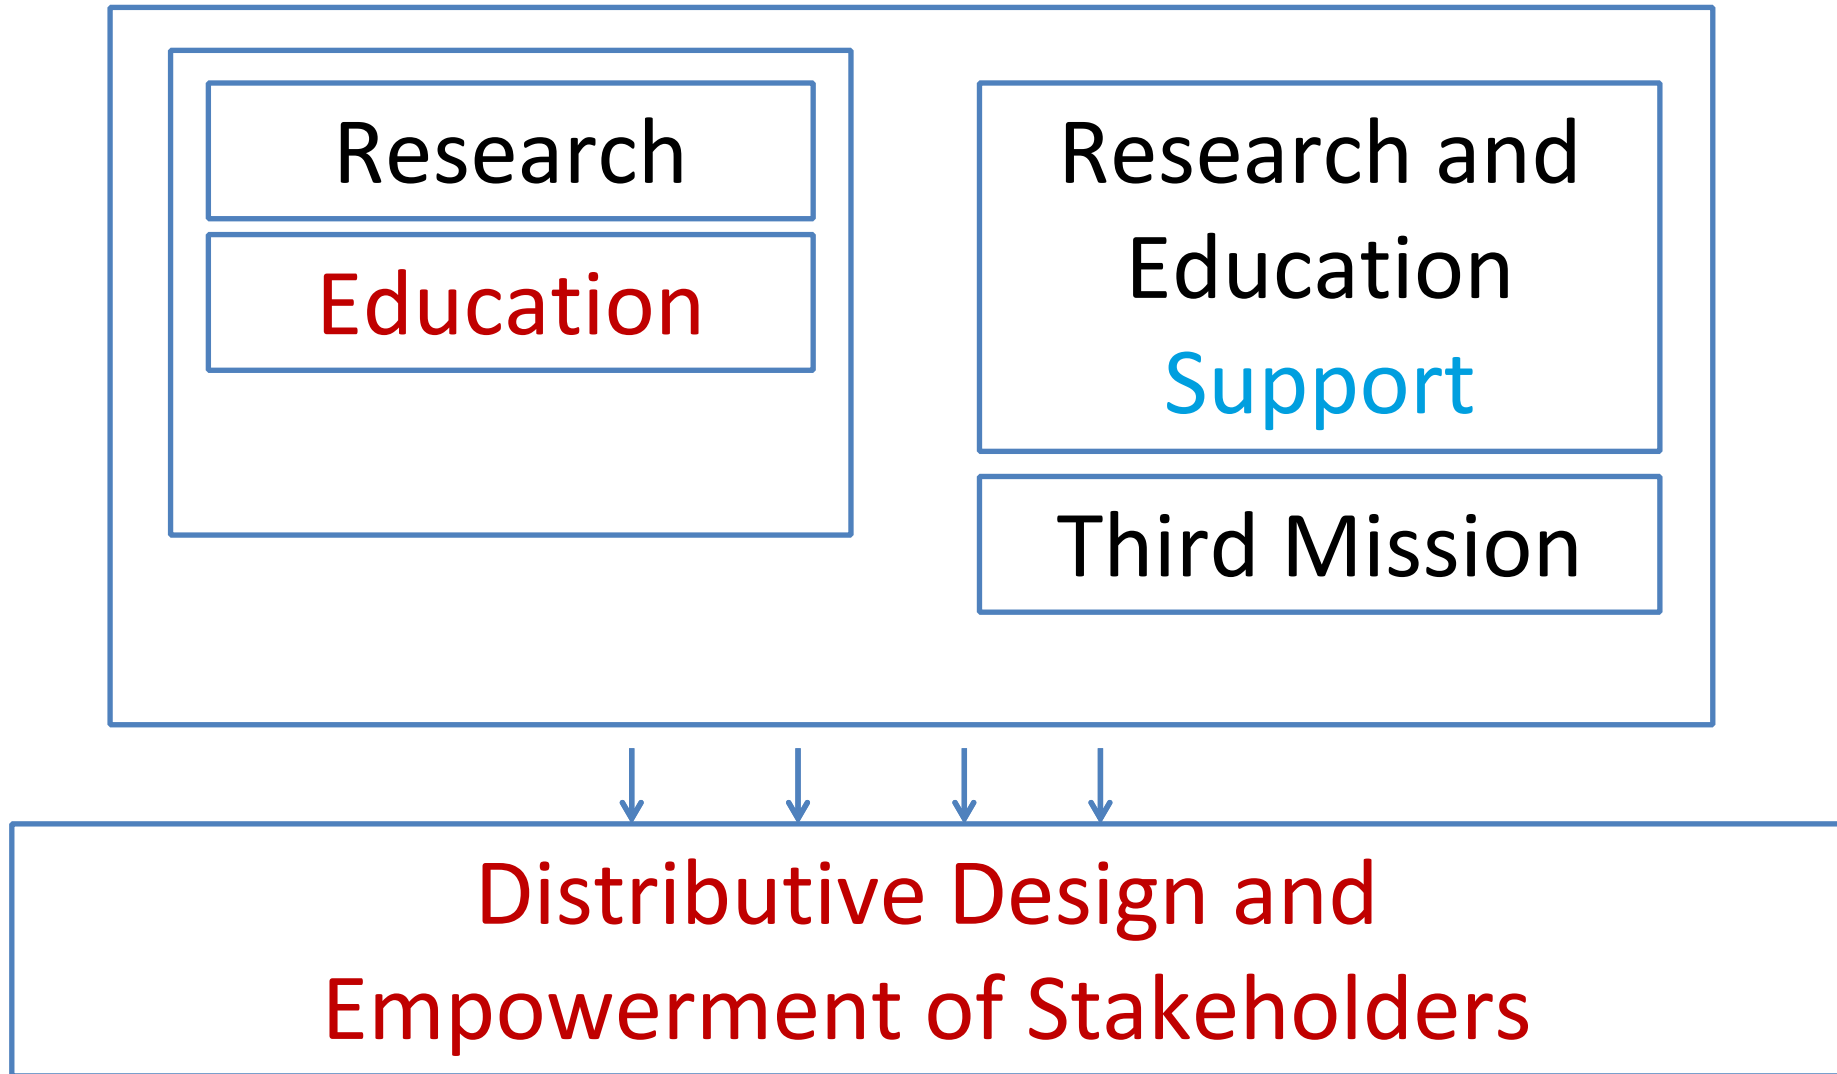 Research
Education
Research and
Education
Support
Third Mission
Distributive Design and
Empowerment of Stakeholders